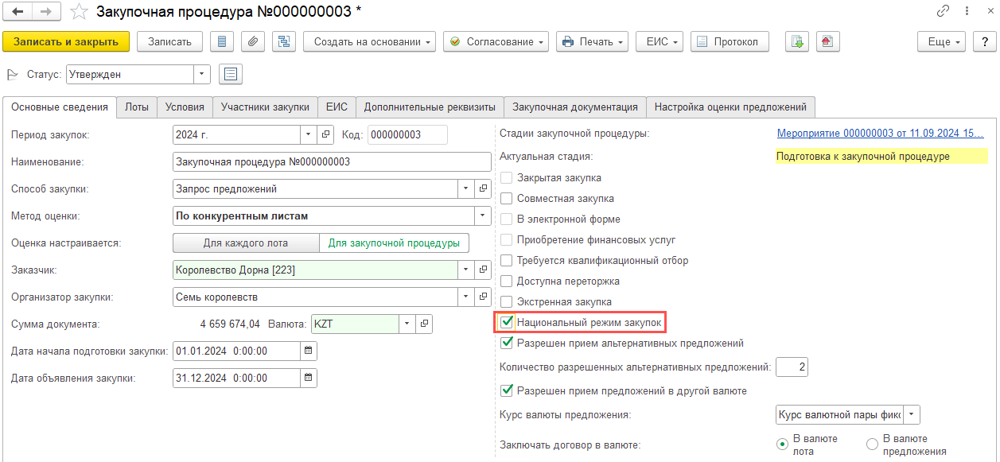 Закупочная процедура №000000003 *
Записать и закрыть Записать Создать на основании Согласование Печать ЕИС Протокол Еще ?
Статус: Утвержден
Основные сведения Лоты Условия Участники закупки ЕИС Дополнительные реквизиты Закупочная документация Настройка оценки предложений
Период закупок: 2024 г. Код: 000000003
Наименование: Закупочная процедура №000000003
Способ закупки: Запрос предложений
Метод оценки: По конкурентным листам
Оценка настраивается: Для каждого лота Для закупочной процедуры
Заказчик: Королевство Дорна [223]
Организатор закупки: Семь королевств
Сумма документа: 4 659 674,04 Валюта: KZT
Дата начала подготовки закупки: 01.01.2024 0:00:00
Дата объявления закупки: 31.12.2024 0:00:00
Стадии закупочной процедуры: Мероприятие 000000003 от 11.09.2024 15...
Актуальная стадия: Подготовка к закупочной процедуре
Закрытая закупка
Совместная закупка
В электронной форме
Приобретение финансовых услуг
Требуется квалификационный отбор
Доступна переторжка
Экстренная закупка
Национальный режим закупок
Разрешен прием альтернативных предложений
Количество разрешенных альтернативных предложений: 2
Разрешен прием предложений в другой валюте
Курс валюты предложения: Курс валютной пары фикс
Заключать договор в валюте: В валюте лота В валюте предложения